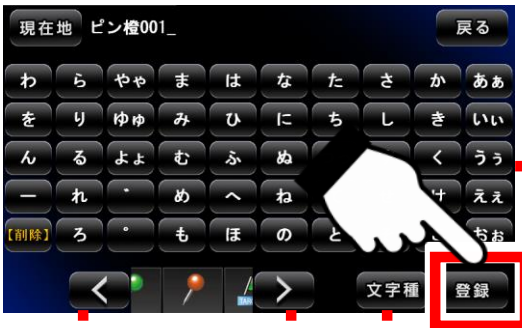 現在地 ピン橙001_ 戻る
わ ら やゃ ま は な た さ か あぁ
を り ゆゅ み ひ に ち し き いぃ
ん る よょ む ふ ぬ く うぅ
ー れ ゛ め へ ね け えぇ
【削除】 ろ ゜ も ほ の と おぉ
< > 文字種 登録